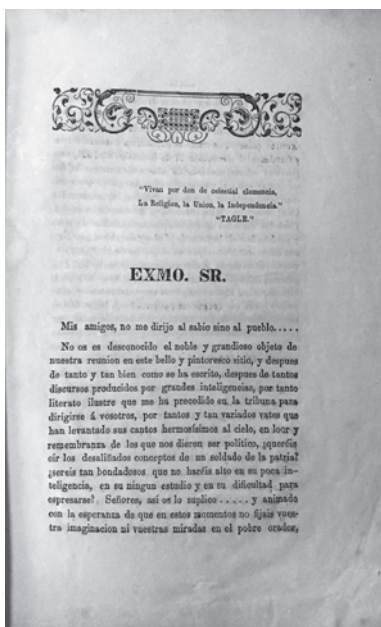 "Vivan por don de celestial clemencia,
La Religion, la Union, la Independencia."
"TAGLE."
EXMO. SR.
Mis amigos, no me dirijo al sabio sino al pueblo.....
No os es desconocido el noble y grandioso objeto de
nuestra reunion en este bello y pintoresco sitio, y despues
de tanto y tan bien como se ha escrito, despues de tantos
discursos producidos por grandes inteligencias, por tanto
literato ilustre que me ha precedido en la tribuna para
dirigirse á vosotros, por tantos y tan variados vates que
han levantado sus cantos hermosísimos al cielo, en loor y
remembranza de los que nos dieron ser político, ¿queréis
oir los desaliñados conceptos de un soldado de la patria?
¿sereis tan bondadosos que no haréis alto en su poca in-
teligencia, en su ningun estudio y en su dificultad para
espresarse? Señores, así os lo suplico..... y animado
con la esperanza de que en estos momentos no fijais vues-
tra imaginacion ni vuestras miradas en el pobre orador,